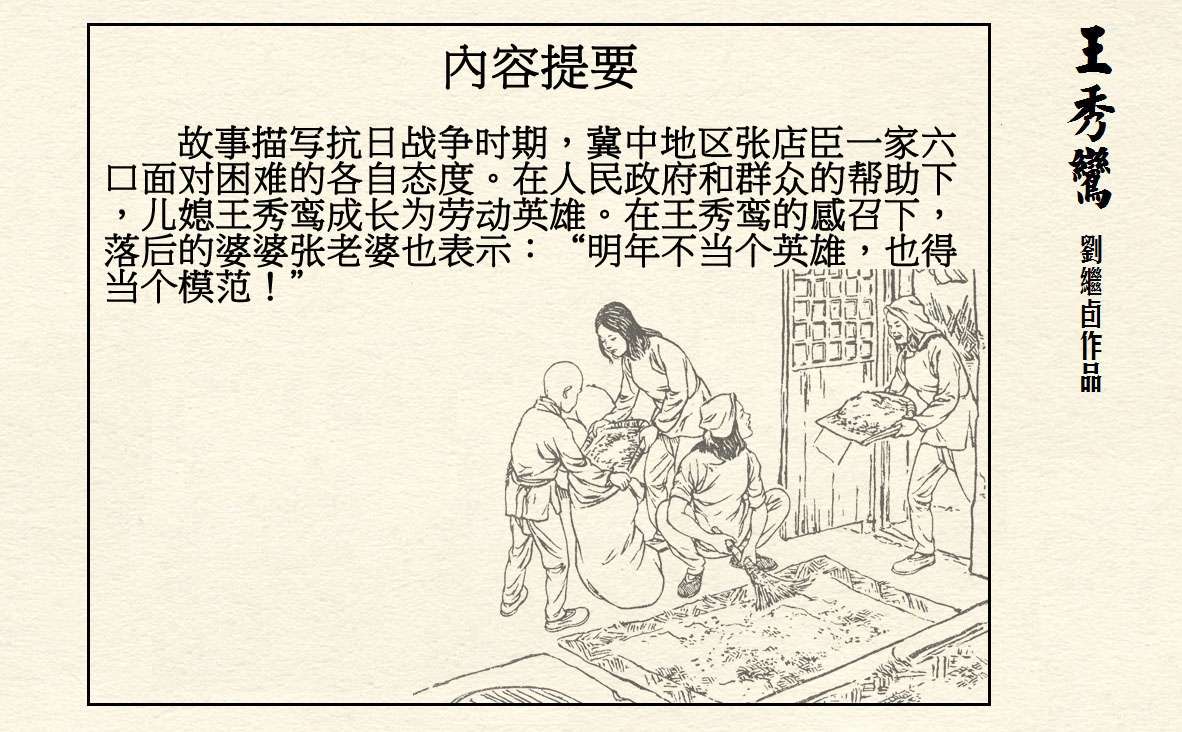 内容提要
故事描写抗日战争时期，冀中地区张店臣一家六
口面对困难的各自态度。在人民政府和群众的帮助下
，儿媳王秀鸾成长为劳动英雄。在王秀鸾的感召下，
落后的婆婆张老婆也表示：“明年不当个英雄，也得
当个模范！”
王秀鸞
劉繼卣作品